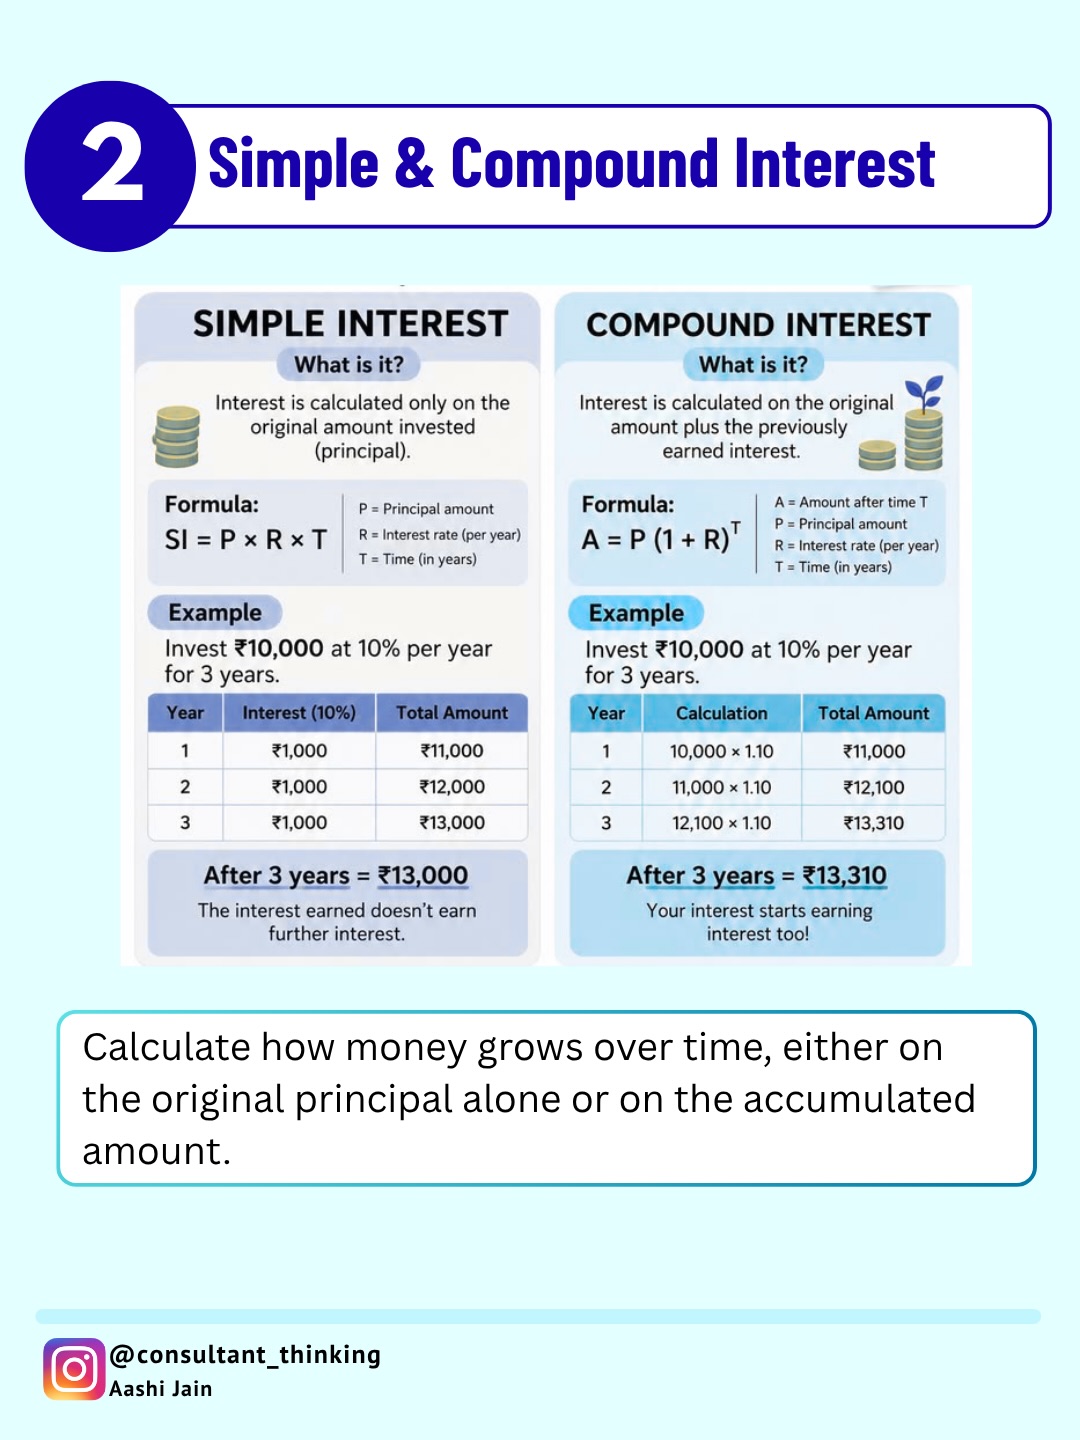 2
Simple & Compound Interest
SIMPLE INTEREST
What is it?
Interest is calculated only on the
original amount invested
(principal).
Formula:
SI = P × R × T
P = Principal amount
R = Interest rate (per year)
T = Time (in years)
Example
Invest ₹10,000 at 10% per year
for 3 years.
Year Interest (10%) Total Amount
1 ₹1,000 ₹11,000
2 ₹1,000 ₹12,000
3 ₹1,000 ₹13,000
After 3 years = ₹13,000
The interest earned doesn't earn
further interest.
COMPOUND INTEREST
What is it?
Interest is calculated on the original
amount plus the previously
earned interest.
Formula:
A = P (1 + R)^T
A = Amount after time T
P = Principal amount
R = Interest rate (per year)
T = Time (in years)
Example
Invest ₹10,000 at 10% per year
for 3 years.
Year Calculation Total Amount
1 10,000 × 1.10 ₹11,000
2 11,000 × 1.10 ₹12,100
3 12,100 × 1.10 ₹13,310
After 3 years = ₹13,310
Your interest starts earning
interest too!
Calculate how money grows over time, either on
the original principal alone or on the accumulated
amount.
@consultant_thinking
Aashi Jain